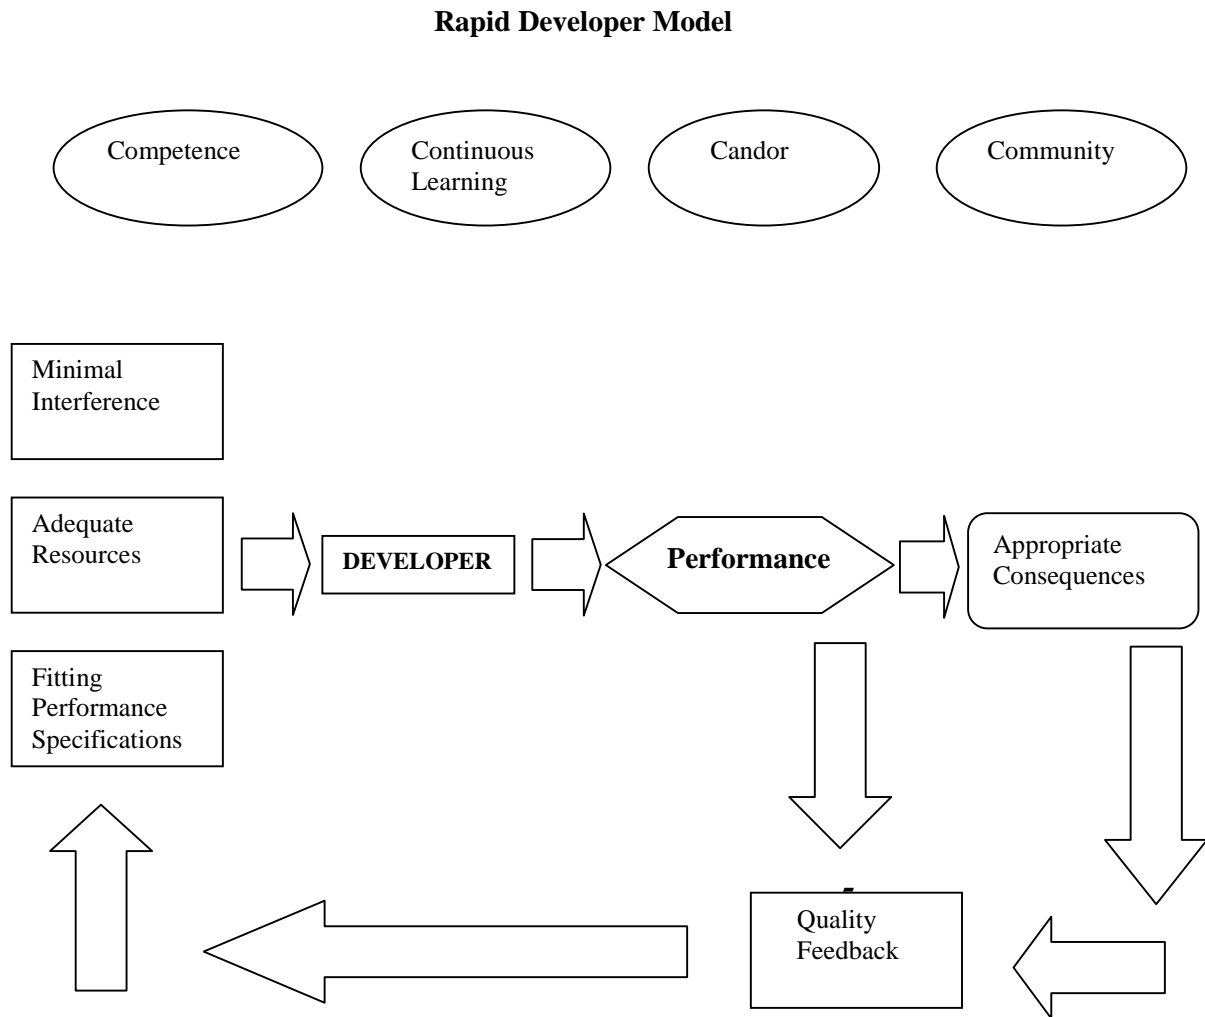 Rapid Developer Model
Competence
Continuous
Learning
Candor
Community
Minimal
Interference
Adequate
Resources
DEVELOPER
Performance
Appropriate
Consequences
Fitting
Performance
Specifications
Quality
Feedback